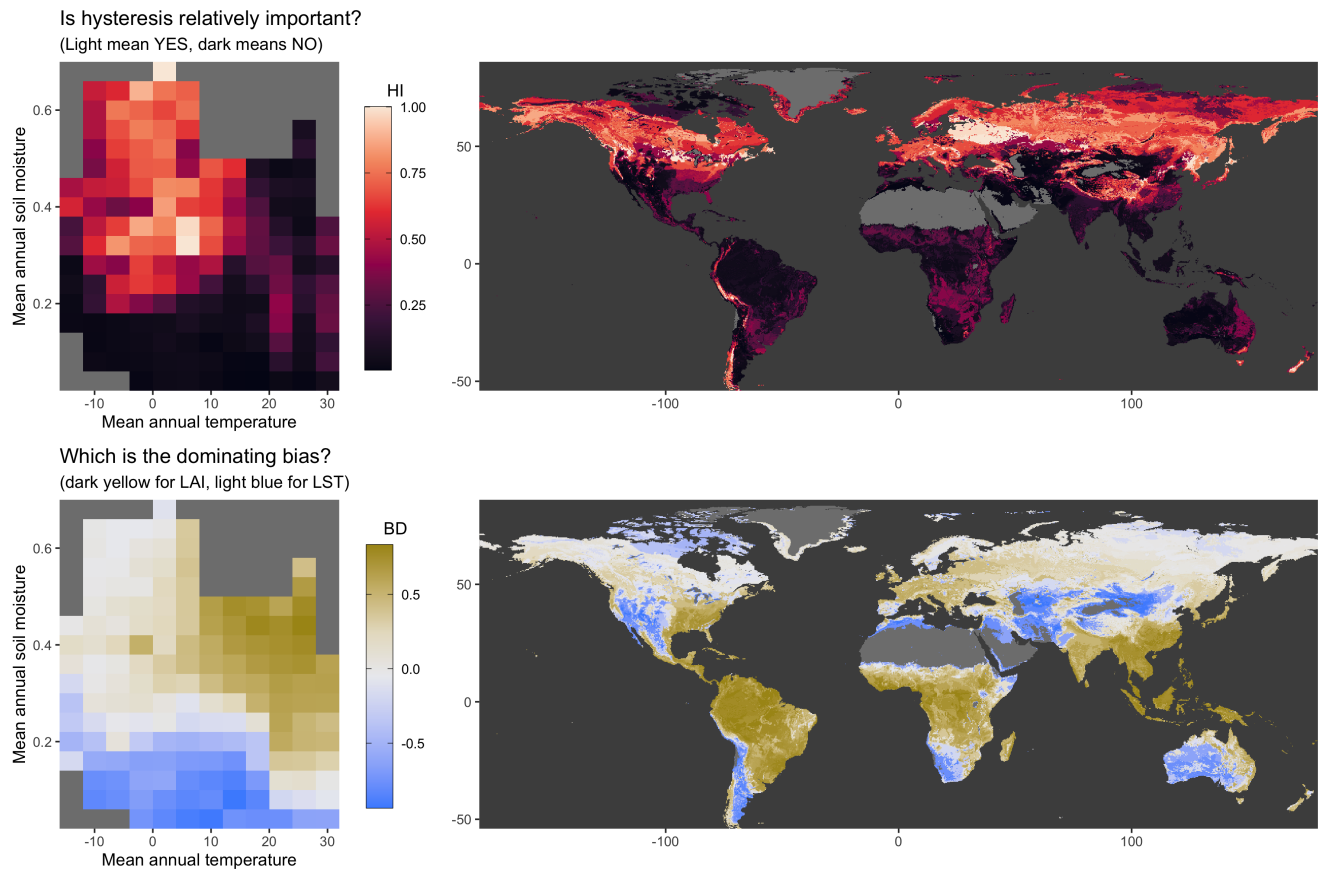 Is hysteresis relatively important?
(Light mean YES, dark means NO)
HI
1.00
0.75
0.50
0.25
Mean annual soil moisture
0.6
0.4
0.2
-10 0 10 20 30
Mean annual temperature
50
0
-50
-100 0 100
Which is the dominating bias?
(dark yellow for LAI, light blue for LST)
BD
0.5
0.0
-0.5
Mean annual soil moisture
0.6
0.4
0.2
-10 0 10 20 30
Mean annual temperature
50
0
-50
-100 0 100